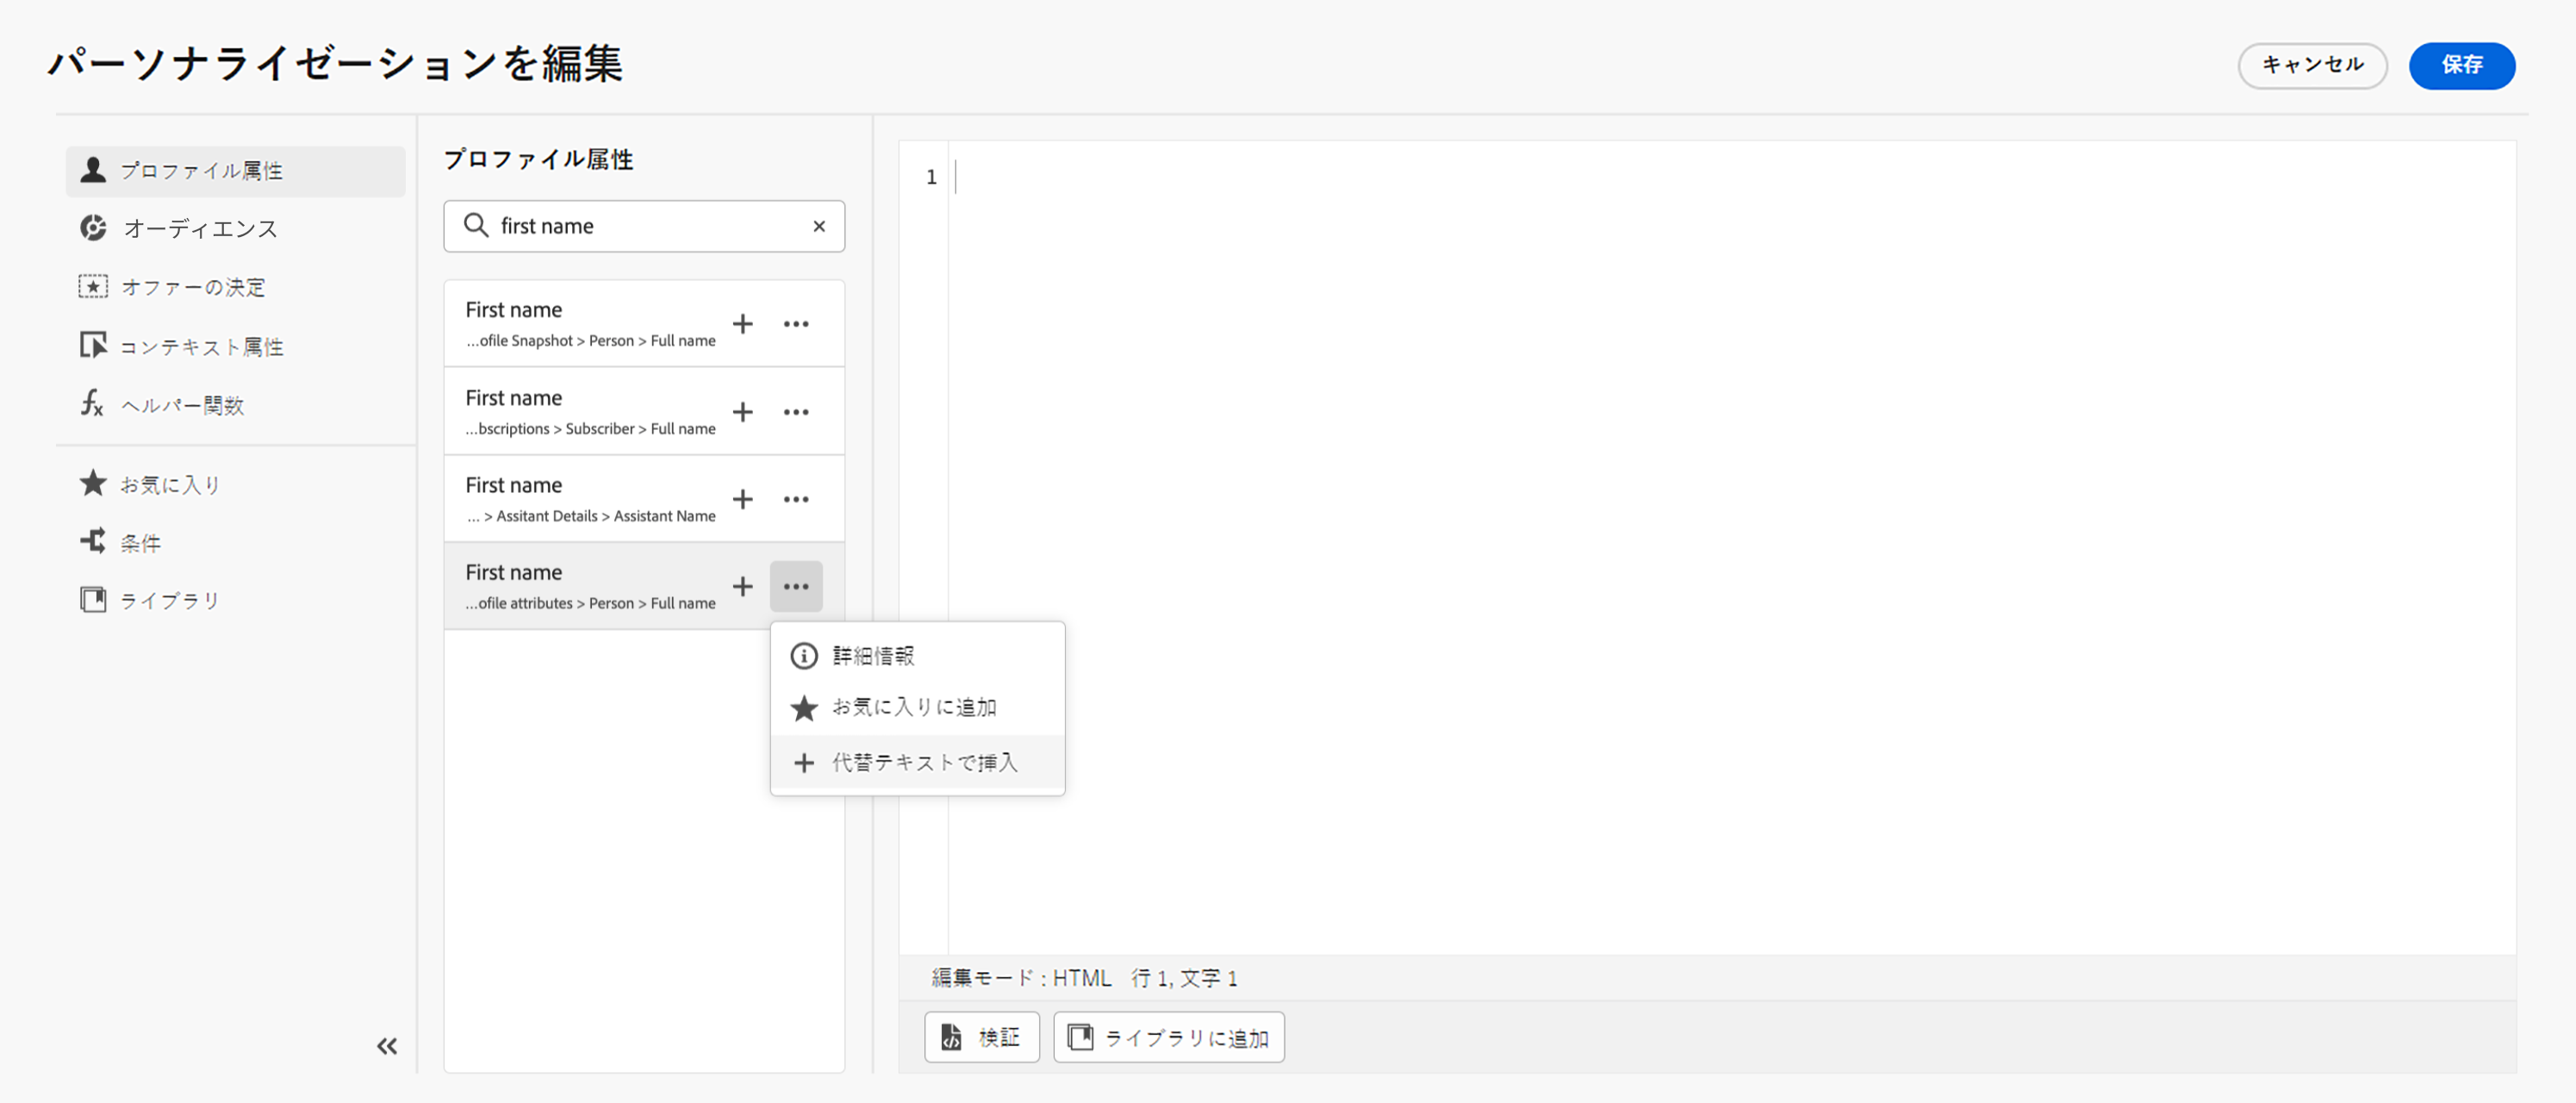 パーソナライゼーションを編集
キャンセル
保存
プロファイル属性
オーディエンス
オファーの決定
コンテキスト属性
ヘルパー関数
お気に入り
条件
ライブラリ
プロファイル属性
first name
First name
...ofile Snapshot > Person > Full name
First name
...bscriptions > Subscriber > Full name
First name
... > Assitant Details > Assistant Name
First name
...ofile attributes > Person > Full name
詳細情報
お気に入りに追加
代替テキストで挿入
1
編集モード : HTML 行 1, 文字 1
検証
ライブラリに追加